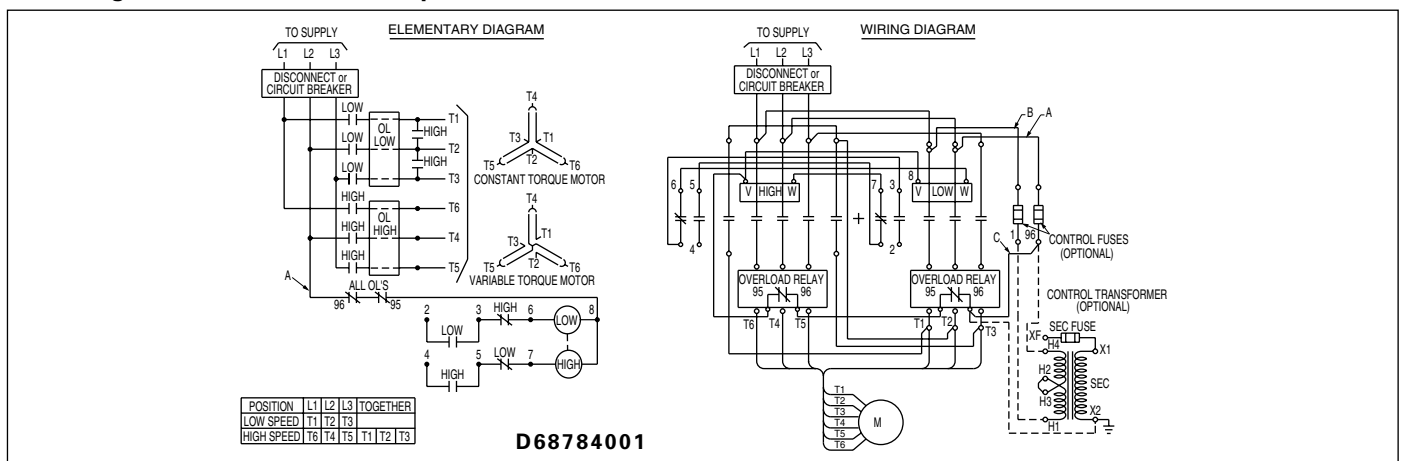 ELEMENTARY DIAGRAM
TO SUPPLY
L1 L2 L3
DISCONNECT or
CIRCUIT BREAKER
LOW
LOW
LOW
OL
LOW
HIGH
HIGH
T1
T2
T3
HIGH
HIGH
HIGH
OL
HIGH
T6
T4
T5
T4
T3 T1
T5 T2 T6
CONSTANT TORQUE MOTOR
T4
T3 T1
T5 T2 T6
VARIABLE TORQUE MOTOR
A
ALL OL'S
96 95
2 3 HIGH 6 8
LOW LOW
4 5 LOW 7
HIGH HIGH
POSITION L1 L2 L3 TOGETHER
LOW SPEED T1 T2 T3
HIGH SPEED T6 T4 T5 T1 T2 T3
D68784001
WIRING DIAGRAM
TO SUPPLY
L1 L2 L3
DISCONNECT or
CIRCUIT BREAKER
B A
6 5 V HIGH W 7 3 8 V LOW W
4 2
C 1 96
CONTROL FUSES
(OPTIONAL)
OVERLOAD RELAY
95 96
OVERLOAD RELAY
95 96
T6 T4 T5 T1 T2 T3
CONTROL TRANSFORMER
(OPTIONAL)
SEC FUSE
XF
H4 X1
H2
H3 SEC
H1 X2
T1
T2
T3
T4
T5
T6
M